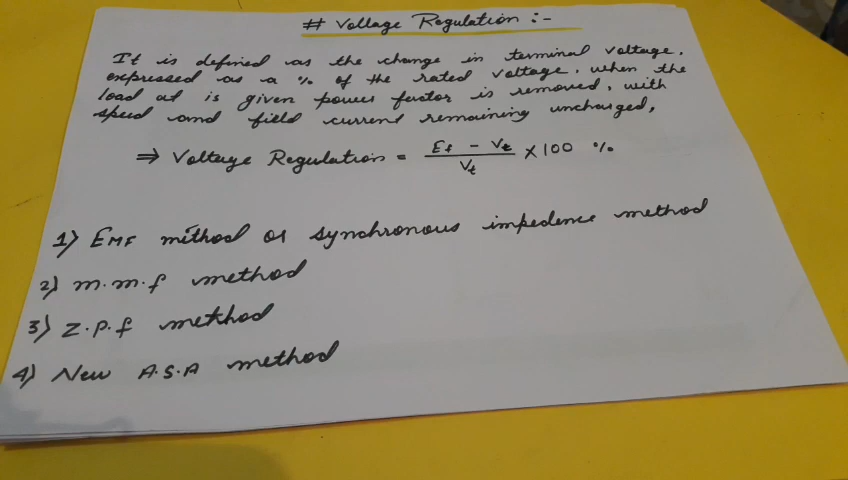 # Voltage Regulation :-
It is defined as the change in terminal voltage,
expressed as a % of the rated voltage, when the
load at is given power factor is removed, with
speed and field current remaining unchanged,
⇒ Voltage Regulation = (Ef - Vt)/Vt × 100 %
1) EMF method or synchronous impedence method
2) m.m.f method
3) Z.P.f method
4) New A.S.A method